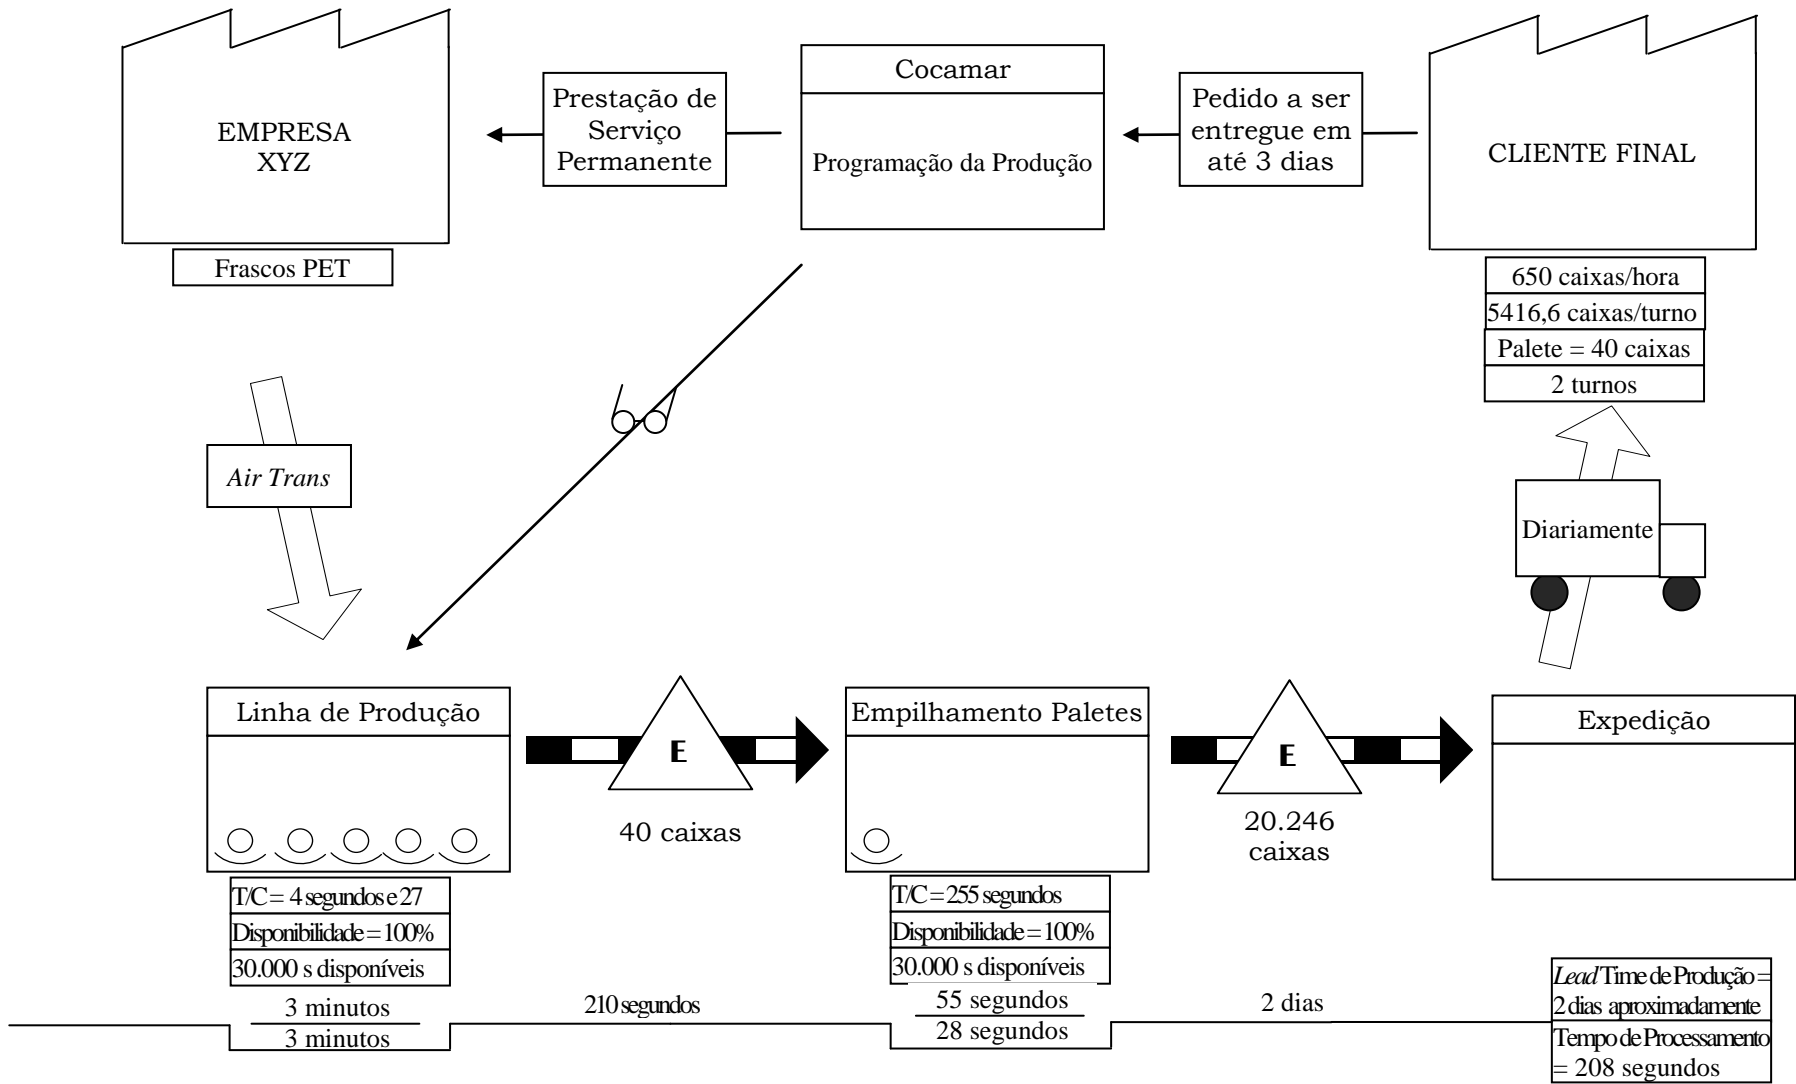 EMPRESA
XYZ
Frascos PET
Prestação de
Serviço
Permanente
Cocamar
Programação da Produção
Pedido a ser
entregue em
até 3 dias
CLIENTE FINAL
650 caixas/hora
5416,6 caixas/turno
Palete = 40 caixas
2 turnos
Air Trans
Diariamente
Linha de Produção
E
40 caixas
Empilhamento Paletes
E
20.246
caixas
Expedição
T/C = 4 segundos e 27
Disponibilidade = 100%
30.000 s disponíveis
T/C = 255 segundos
Disponibilidade = 100%
30.000 s disponíveis
3 minutos
3 minutos
210 segundos
55 segundos
28 segundos
2 dias
Lead Time de Produção =
2 dias aproximadamente
Tempo de Processamento
= 208 segundos